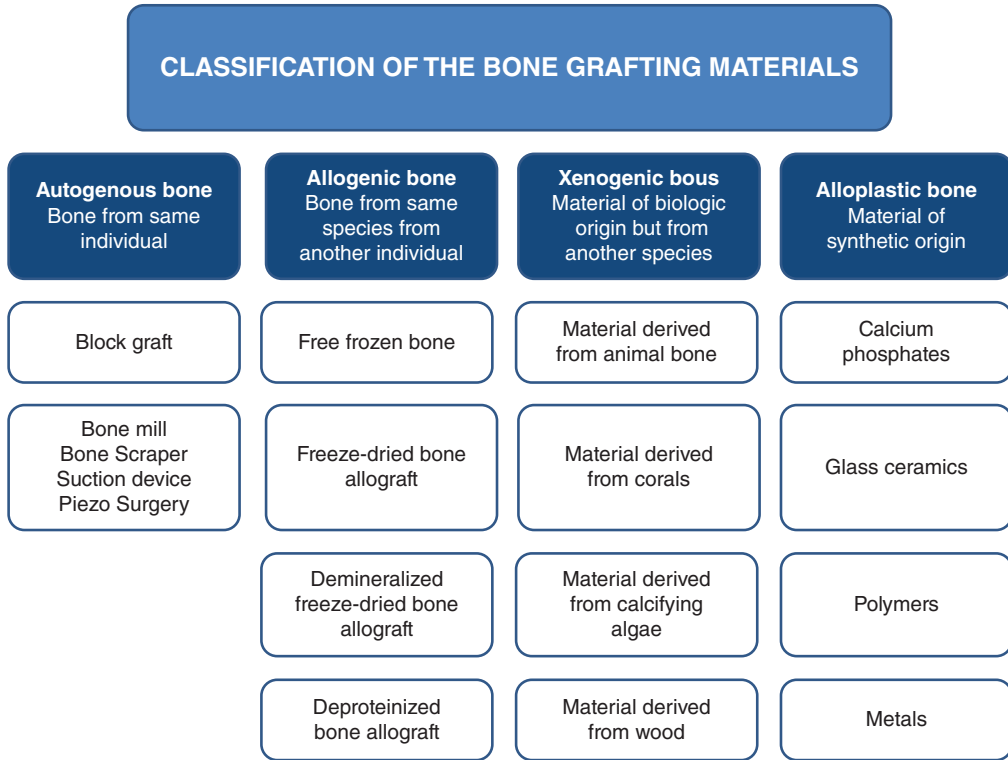 CLASSIFICATION OF THE BONE GRAFTING MATERIALS
Autogenous bone
Bone from same
individual
Allogenic bone
Bone from same
species from
another individual
Xenogenic bous
Material of biologic
origin but from
another species
Alloplastic bone
Material of
synthetic origin
Block graft
Free frozen bone
Material derived
from animal bone
Calcium
phosphates
Bone mill
Bone Scraper
Suction device
Piezo Surgery
Freeze-dried bone
allograft
Material derived
from corals
Glass ceramics
Demineralized
freeze-dried bone
allograft
Material derived
from calcifying
algae
Polymers
Deproteinized
bone allograft
Material derived
from wood
Metals